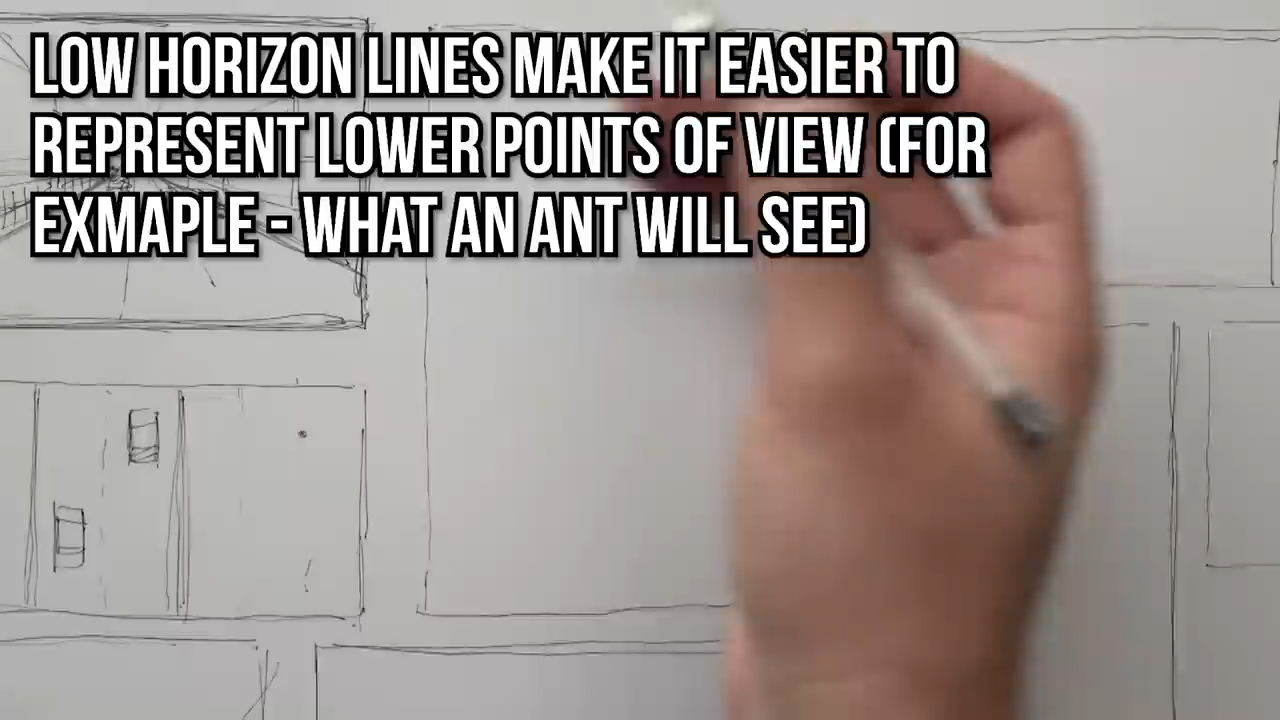 LOW HORIZON LINES MAKE IT EASIER TO
REPRESENT LOWER POINTS OF VIEW (FOR
EXMAPLE - WHAT AN ANT WILL SEE)